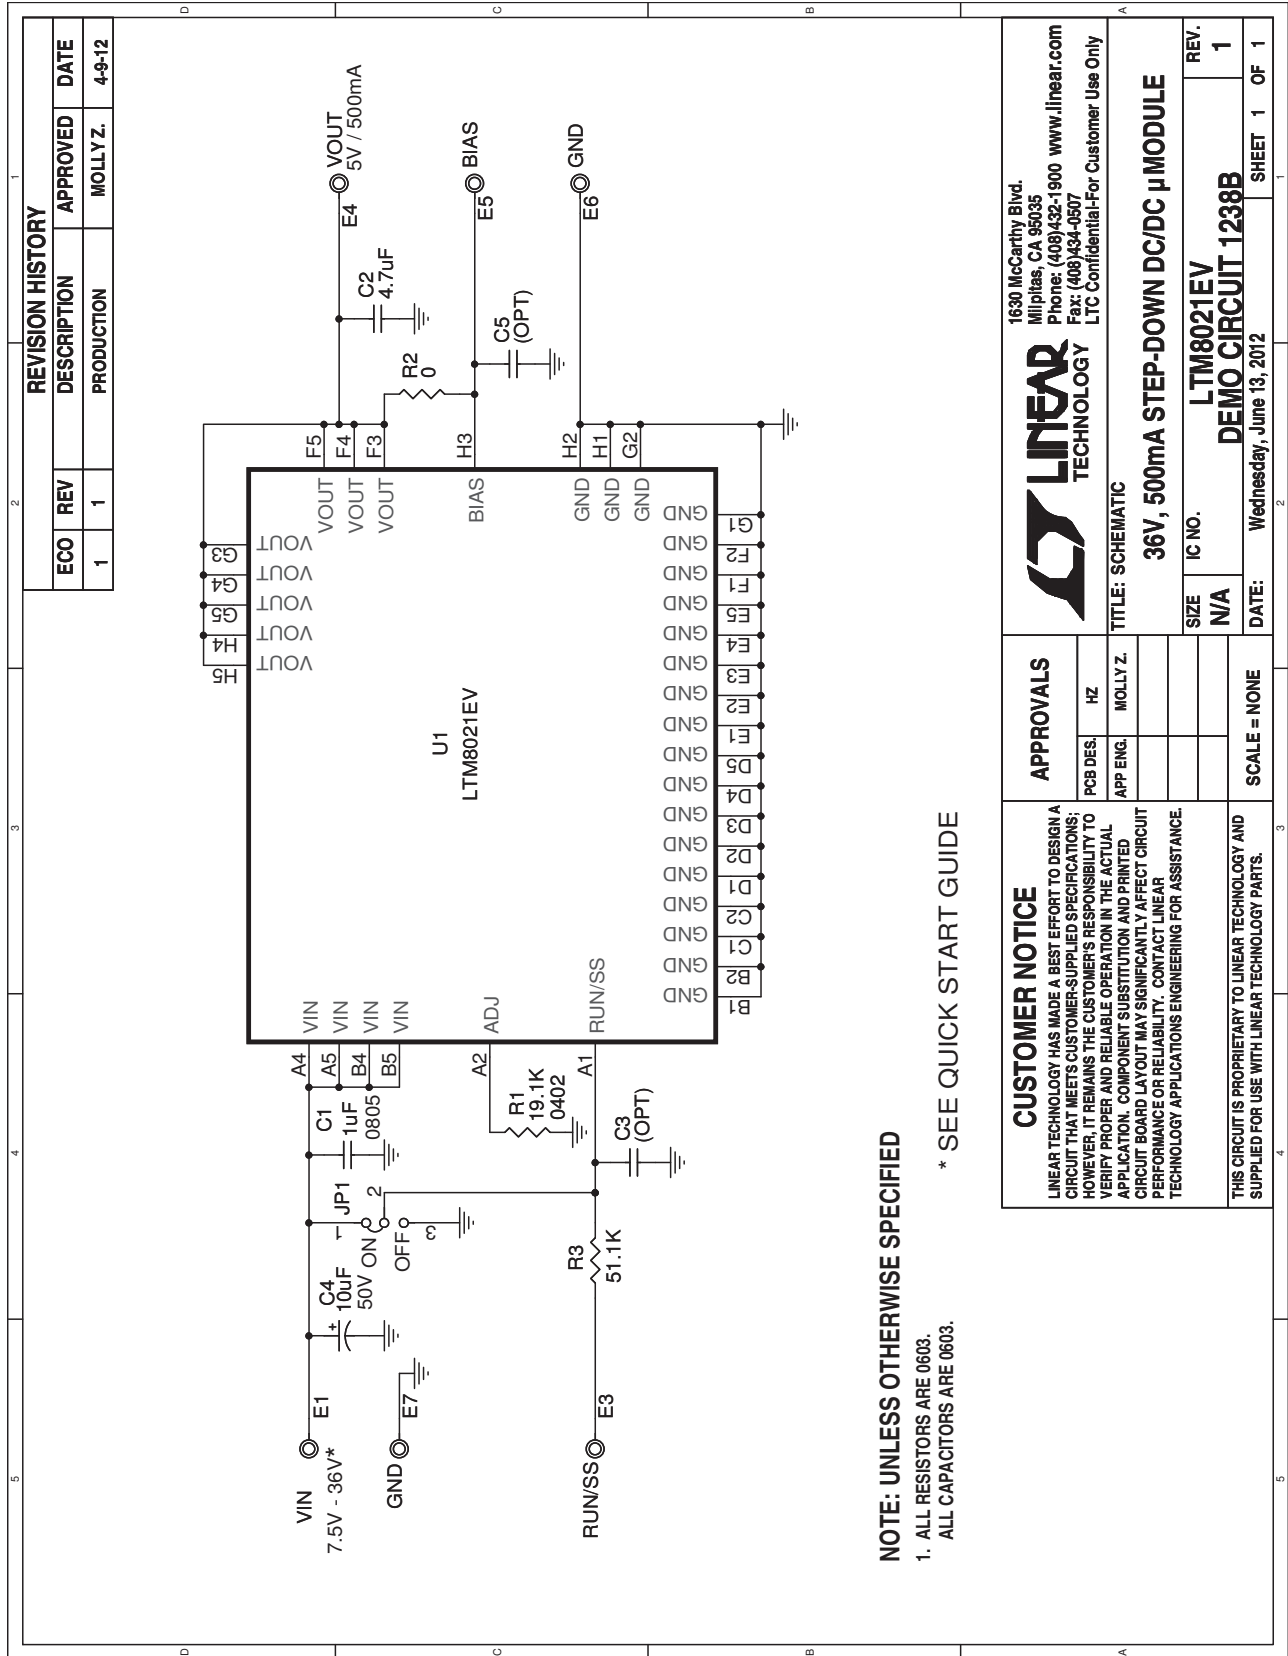 5
4
3
2
1
D
C
B
A
REVISION HISTORY
ECO REV DESCRIPTION APPROVED DATE
1 1 PRODUCTION MOLLY Z. 4-9-12
VIN
7.5V - 36V*
E1
GND
E7
RUN/SS
E3
C4
10uF
50V
+
JP1
1
2
3
ON
OFF
C1
1uF
0805
R1
19.1K
0402
R3
51.1K
C3
(OPT)
A4 VIN
A5 VIN
B4 VIN
B5 VIN
A2 ADJ
A1 RUN/SS
U1
LTM8021EV
H5 VOUT
H4 VOUT
G5 VOUT
G4 VOUT
G3 VOUT
VOUT F5
VOUT F4
VOUT F3
BIAS H3
GND H2
GND H1
GND G2
GND GND GND GND GND GND GND GND GND GND GND GND GND GND GND GND GND
B1 B2 C1 C2 D1 D2 D3 D4 D5 E1 E2 E3 E4 E5 F1 F2 G1
R2
0
C2
4.7uF
C5
(OPT)
E4
VOUT
5V / 500mA
E5
BIAS
E6
GND
NOTE: UNLESS OTHERWISE SPECIFIED
1. ALL RESISTORS ARE 0603.
ALL CAPACITORS ARE 0603.
* SEE QUICK START GUIDE
CUSTOMER NOTICE
LINEAR TECHNOLOGY HAS MADE A BEST EFFORT TO DESIGN A
CIRCUIT THAT MEETS CUSTOMER-SUPPLIED SPECIFICATIONS;
HOWEVER, IT REMAINS THE CUSTOMER'S RESPONSIBILITY TO
VERIFY PROPER AND RELIABLE OPERATION IN THE ACTUAL
APPLICATION. COMPONENT SUBSTITUTION AND PRINTED
CIRCUIT BOARD LAYOUT MAY SIGNIFICANTLY AFFECT CIRCUIT
PERFORMANCE OR RELIABILITY. CONTACT LINEAR
TECHNOLOGY APPLICATIONS ENGINEERING FOR ASSISTANCE.
THIS CIRCUIT IS PROPRIETARY TO LINEAR TECHNOLOGY AND
SUPPLIED FOR USE WITH LINEAR TECHNOLOGY PARTS.
APPROVALS
PCB DES. HZ
APP ENG. MOLLY Z.
SCALE = NONE
LINEAR
TECHNOLOGY
1630 McCarthy Blvd.
Milpitas, CA 95035
Phone: (408)432-1900 www.linear.com
Fax: (408)434-0507
LTC Confidential-For Customer Use Only
TITLE: SCHEMATIC
36V, 500mA STEP-DOWN DC/DC µMODULE
SIZE
N/A
IC NO.
LTM8021EV
DEMO CIRCUIT 1238B
REV.
1
DATE: Wednesday, June 13, 2012
SHEET 1 OF 1
5
4
3
2
1
D
C
B
A